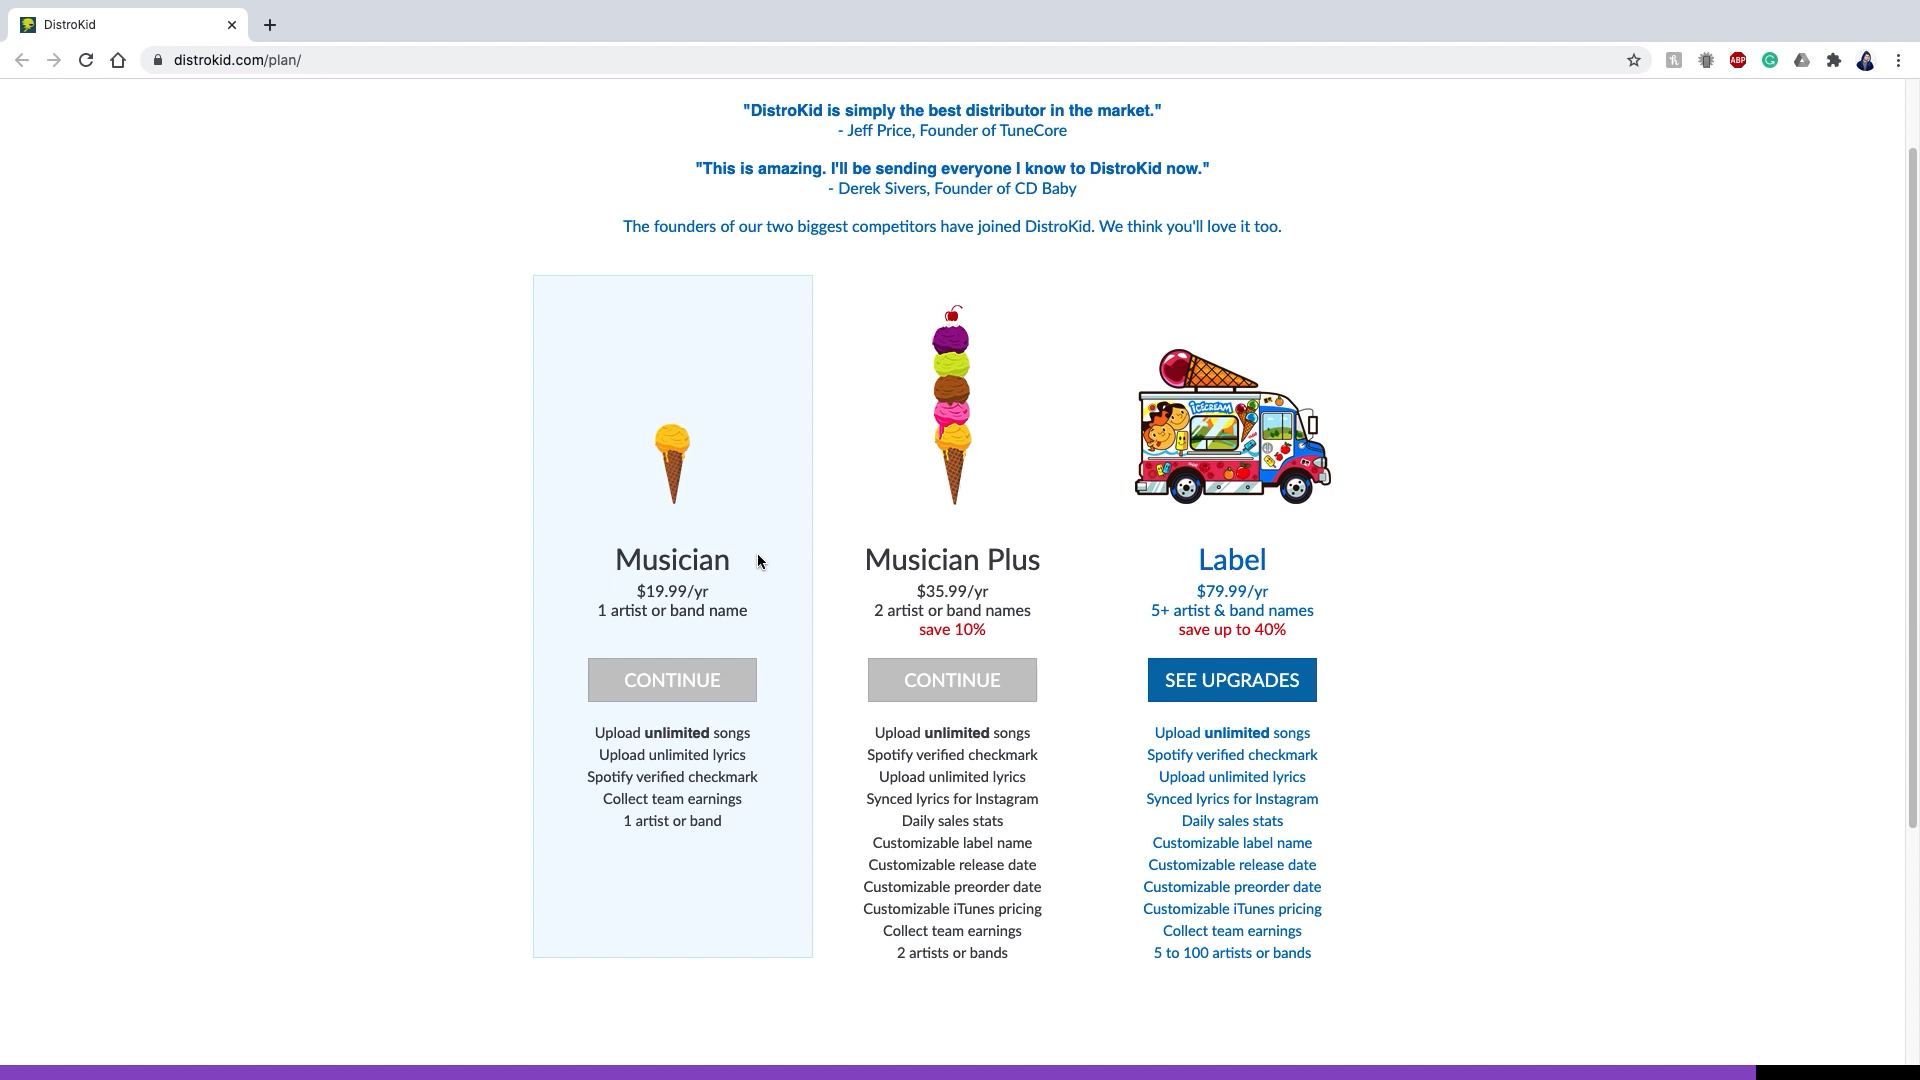 DistroKid
distrokid.com/plan/
ABP
"DistroKid is simply the best distributor in the market."
- Jeff Price, Founder of TuneCore
"This is amazing. I'll be sending everyone I know to DistroKid now."
- Derek Sivers, Founder of CD Baby
The founders of our two biggest competitors have joined DistroKid. We think you'll love it too.
ICECREAM
Musician
$19.99/yr
1 artist or band name
CONTINUE
Upload unlimited songs
Upload unlimited lyrics
Spotify verified checkmark
Collect team earnings
1 artist or band
Musician Plus
$35.99/yr
2 artist or band names
save 10%
CONTINUE
Upload unlimited songs
Spotify verified checkmark
Upload unlimited lyrics
Synced lyrics for Instagram
Daily sales stats
Customizable label name
Customizable release date
Customizable preorder date
Customizable iTunes pricing
Collect team earnings
2 artists or bands
Label
$79.99/yr
5+ artist & band names
save up to 40%
SEE UPGRADES
Upload unlimited songs
Spotify verified checkmark
Upload unlimited lyrics
Synced lyrics for Instagram
Daily sales stats
Customizable label name
Customizable release date
Customizable preorder date
Customizable iTunes pricing
Collect team earnings
5 to 100 artists or bands